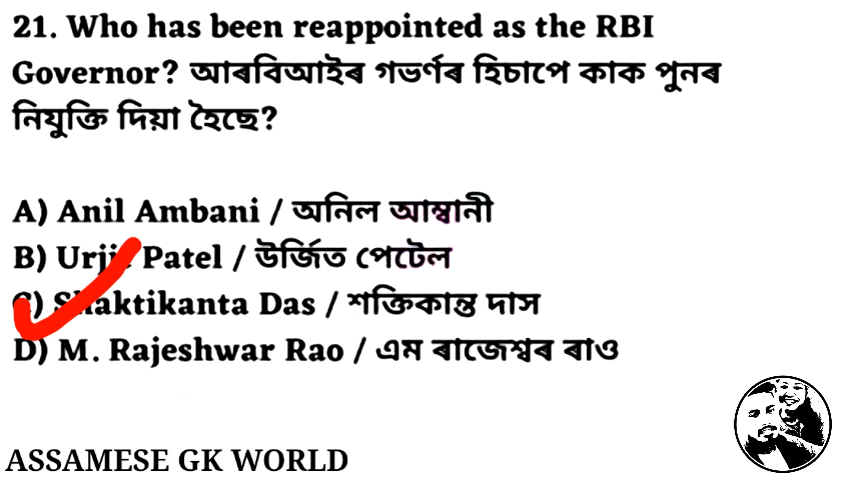 21. Who has been reappointed as the RBI
Governor? আৰবিআইৰ গভৰ্ণৰ হিচাপে কাক পুনৰ
নিযুক্তি দিয়া হৈছে?
A) Anil Ambani / অনিল আম্বানী
B) Urjit Patel / উৰ্জিত পেটেল
C) Shaktikanta Das / শক্তিকান্ত দাস
D) M. Rajeshwar Rao / এম ৰাজেশ্বৰ ৰাও
ASSAMESE GK WORLD